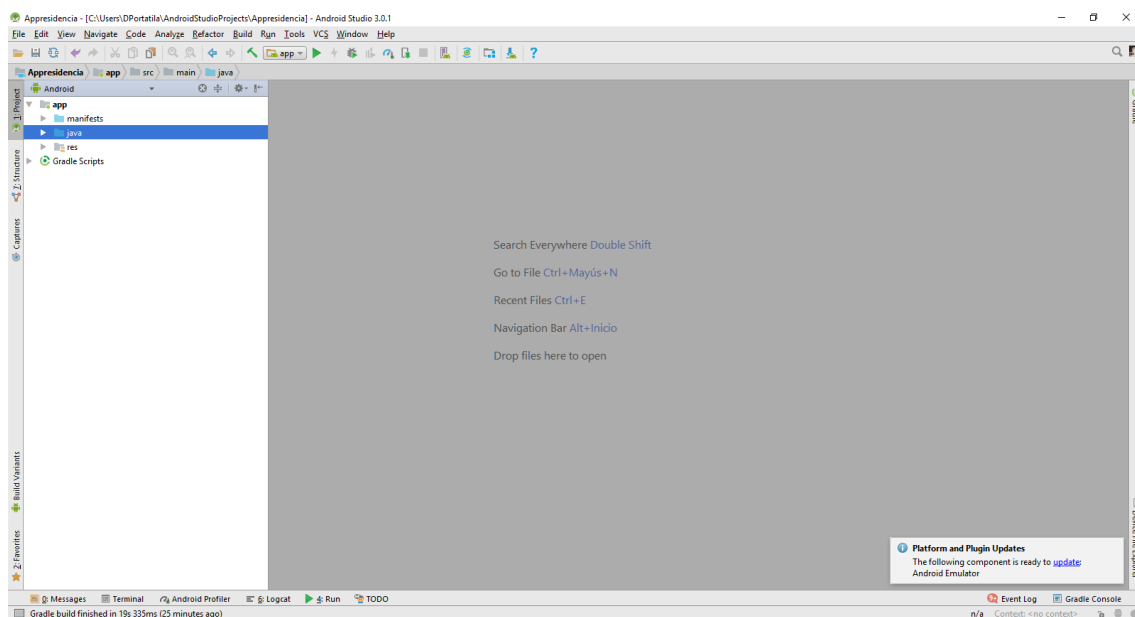 Appresidencia - [C:\Users\DPortatila\AndroidStudioProjects\Appresidencia] - Android Studio 3.0.1
File Edit View Navigate Code Analyze Refactor Build Run Tools VCS Window Help
app
Appresidencia app src main java
Android
1: Project
app
manifests
java
res
Gradle Scripts
7: Structure
Captures
Build Variants
2: Favorites
Gradle
Search Everywhere Double Shift
Go to File Ctrl+Mayús+N
Recent Files Ctrl+E
Navigation Bar Alt+Inicio
Drop files here to open
Platform and Plugin Updates
The following component is ready to update:
Android Emulator
0: Messages Terminal Android Profiler 6: Logcat 4: Run TODO Event Log Gradle Console
Gradle build finished in 19s 335ms (25 minutes ago) n/a Context: <no context>